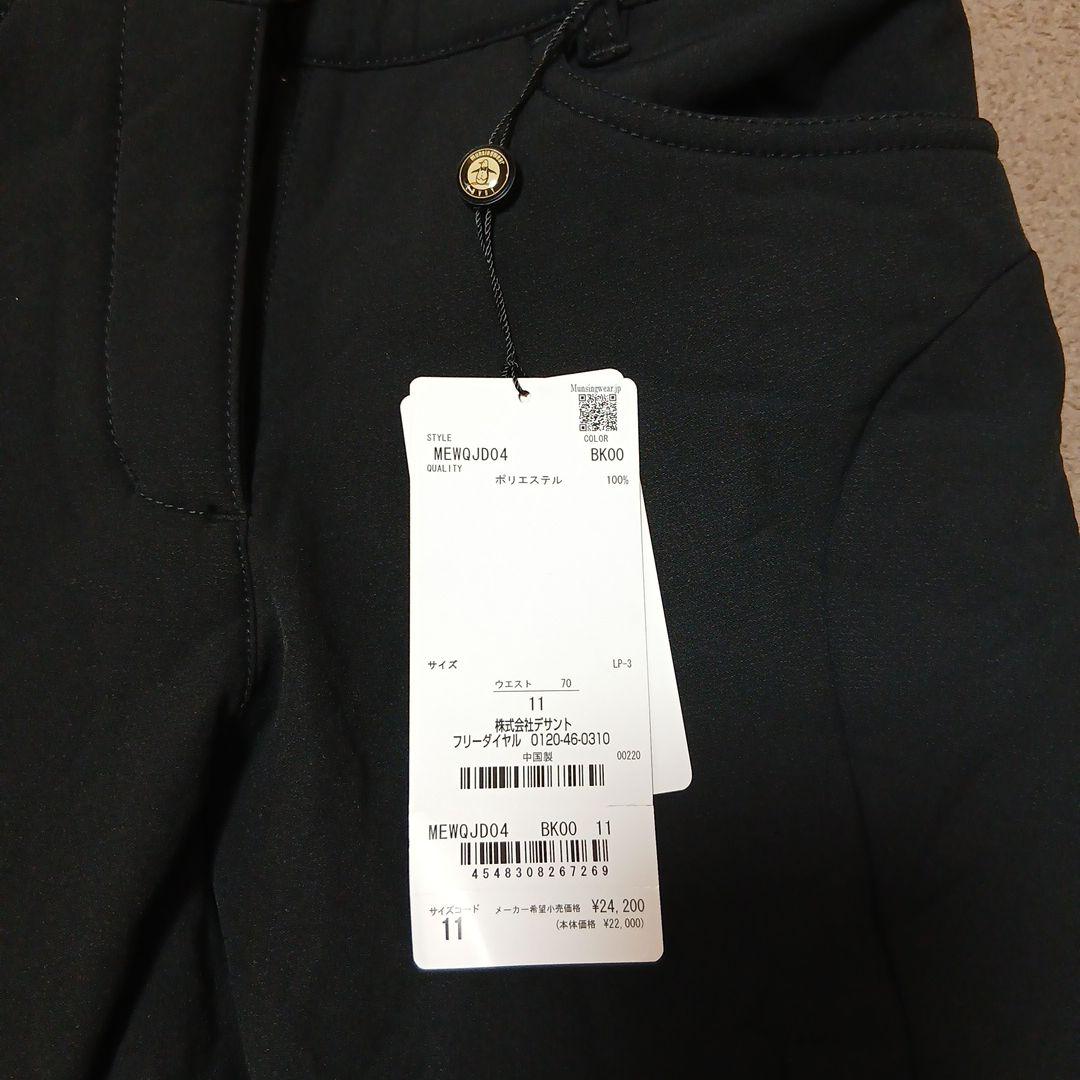 Munsingwear
Munsingwear.jp
STYLE COLOR
MEWQJD04 BK00
QUALITY
ポリエステル 100%
サイズ LP-3
ウエスト 70
11
株式会社デサント
フリーダイヤル 0120-46-0310
中国製 00220
MEWQJD04 BK00 11
4548308267269
サイズコード メーカー希望小売価格 ¥24,200
11 (本体価格 ¥22,000)